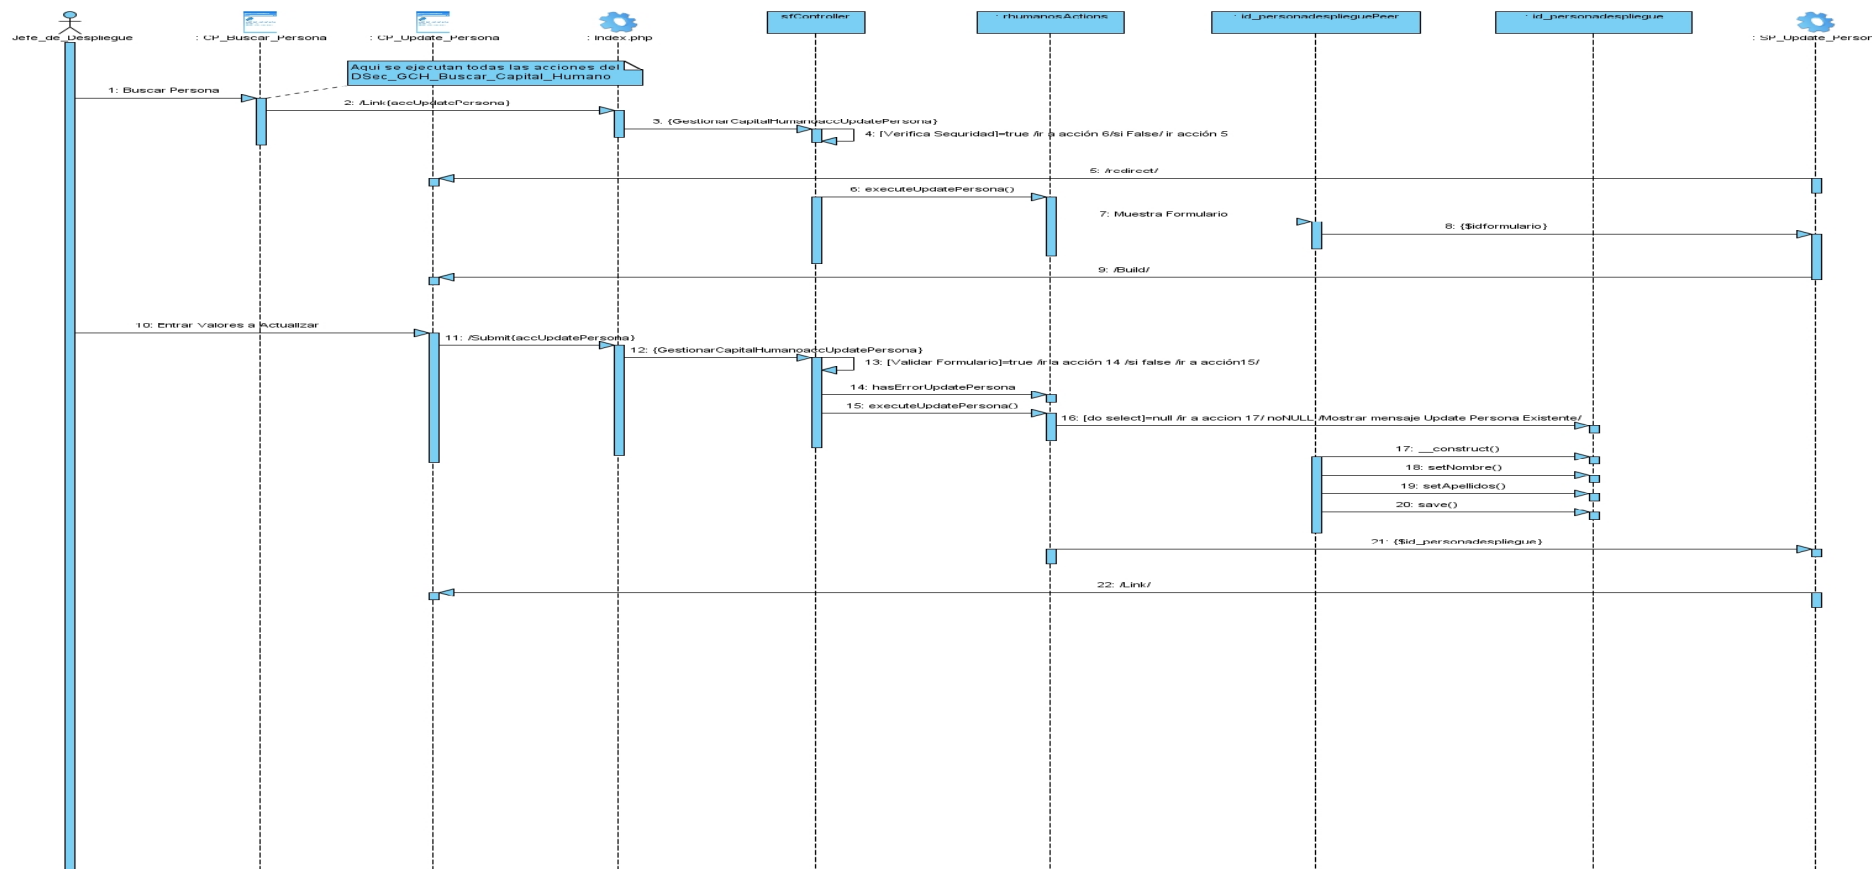 Jefe_de_Despliegue
: CP_Buscar_Persona
: CP_Update_Persona
: Index.php
sfController
: rhumanosActions
: id_personadesplieguePeer
: id_personadespliegue
: SP_Update_Person
Aqui se ejecutan todas las acciones del
DSec_GCH_Buscar_Capital_Humano
1: Buscar Persona
2: /Link{accUpdatePersona}
3: {GestionarCapitalHumanoaccUpdatePersona}
4: [Verifica Seguridad]=true /ir a acción 6/si False/ ir acción 5
5: /redirect/
6: executeUpdatePersona()
7: Muestra Formulario
8: {$idformulario}
9: /Build/
10: Entrar Valores a Actualizar
11: /Submit{accUpdatePersona}
12: {GestionarCapitalHumanoaccUpdatePersona}
13: [Validar Formulario]=true /ir a acción 14 /si false /ir a acción15/
14: hasErrorUpdatePersona
15: executeUpdatePersona()
16: [do select]=null /ir a accion 17/ noNULL /Mostrar mensaje Update Persona Existente/
17: __construct()
18: setNombre()
19: setApellidos()
20: save()
21: {$id_personadespliegue}
22: /Link/